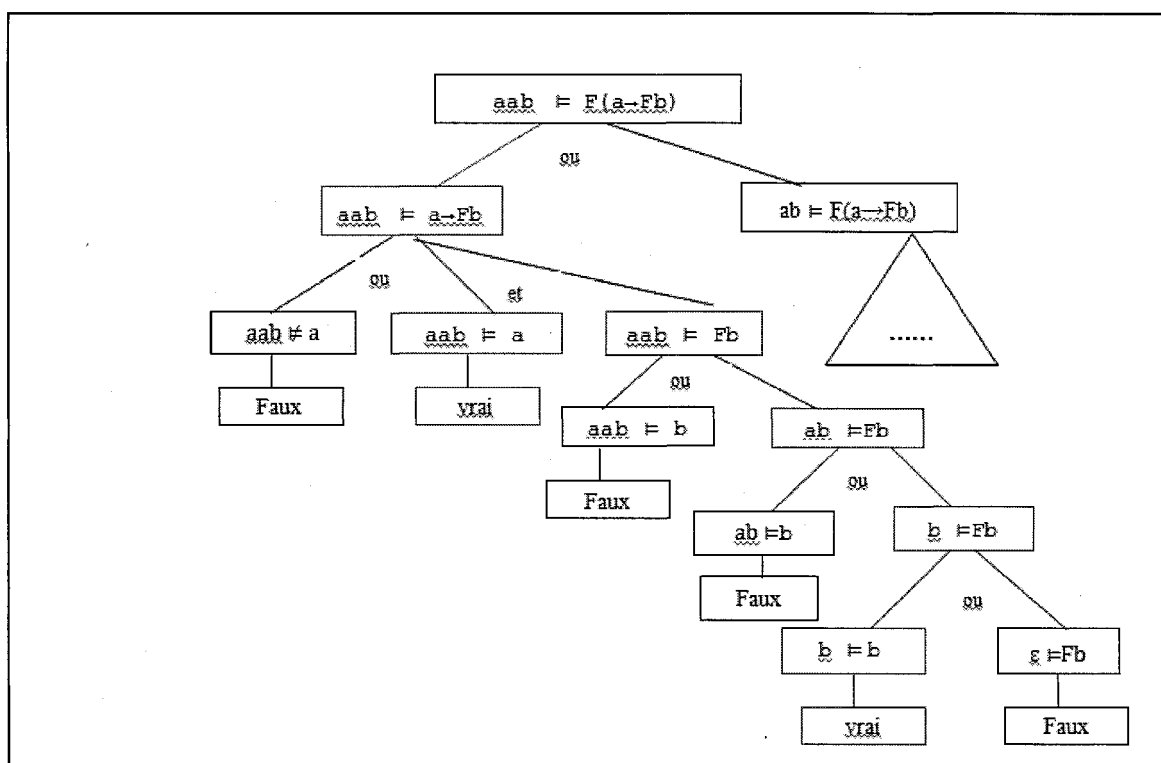 aab ⊨ F(a→Fb)
ou
aab ⊨ a→Fb
ab ⊨ F(a→Fb)
ou
et
aab ⊭ a
aab ⊨ a
aab ⊨ Fb
......
Faux
vrai
ou
aab ⊨ b
ab ⊨Fb
Faux
ou
ab ⊨b
b ⊨Fb
Faux
ou
b ⊨b
ε ⊨Fb
vrai
Faux